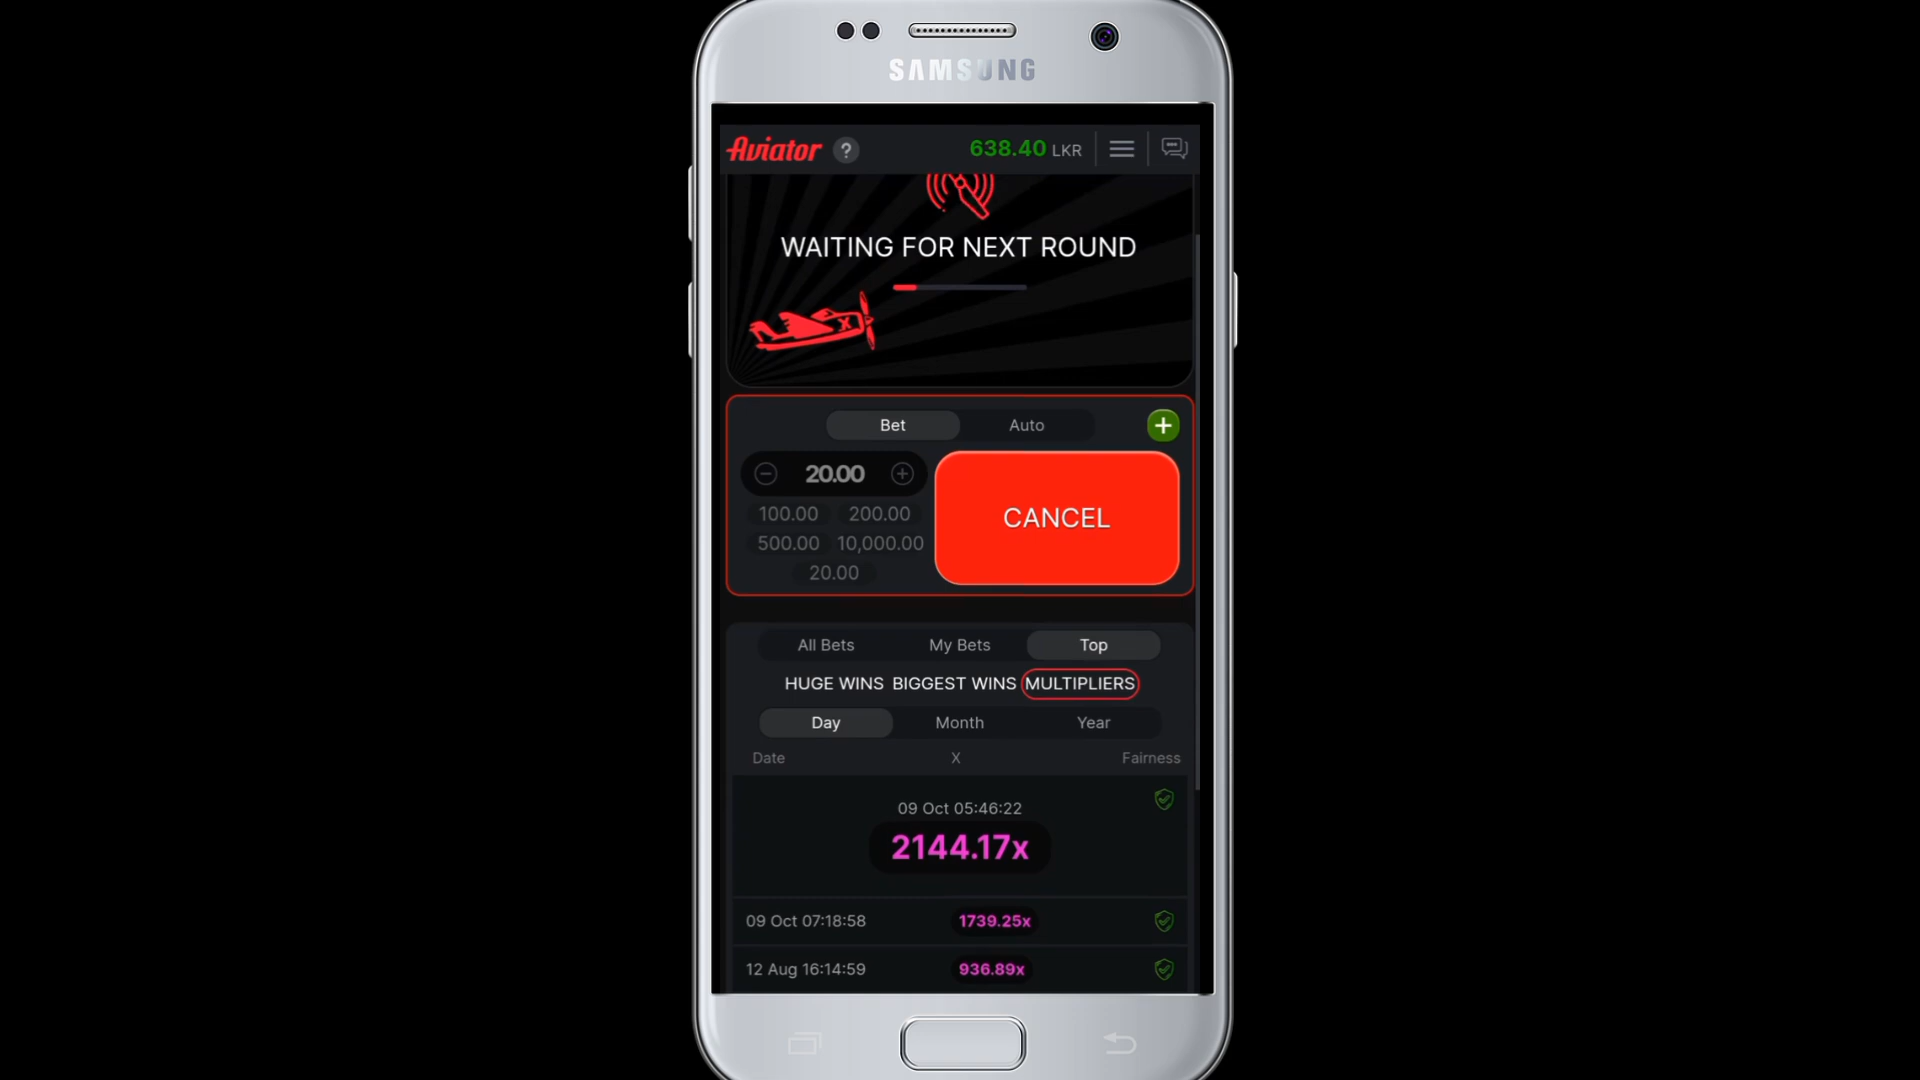 SAMSUNG
Aviator ? 638.40 LKR
WAITING FOR NEXT ROUND
Bet Auto +
− 20.00 +
100.00 200.00
500.00 10,000.00
20.00
CANCEL
All Bets My Bets Top
HUGE WINS BIGGEST WINS MULTIPLIERS
Day Month Year
Date X Fairness
09 Oct 05:46:22
2144.17x
09 Oct 07:18:58 1739.25x
12 Aug 16:14:59 936.89x